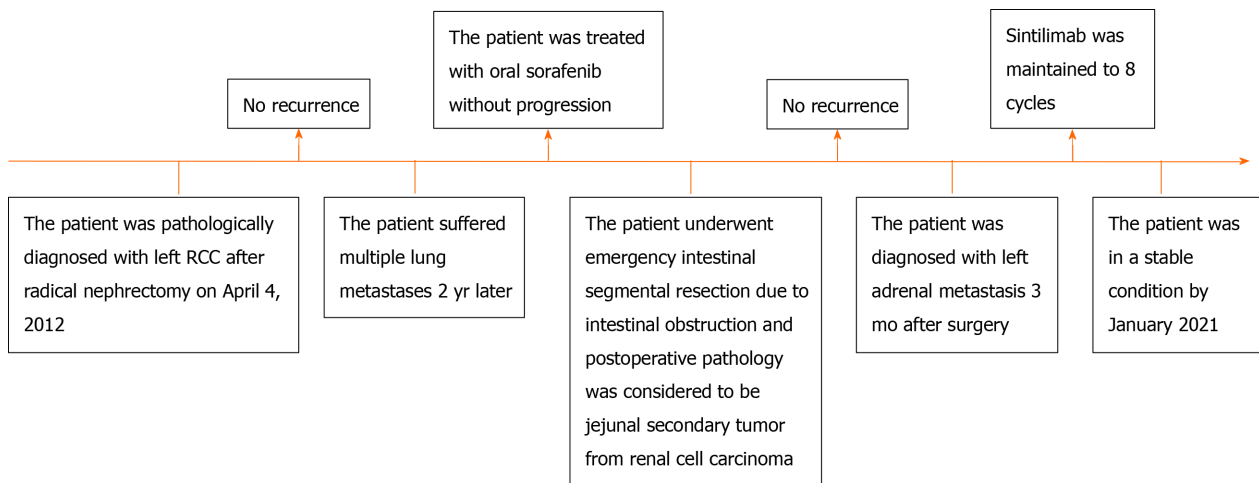 No recurrence
The patient was treated
with oral sorafenib
without progression
No recurrence
Sintilimab was
maintained to 8
cycles
The patient was pathologically
diagnosed with left RCC after
radical nephrectomy on April 4,
2012
The patient suffered
multiple lung
metastases 2 yr later
The patient underwent
emergency intestinal
segmental resection due to
intestinal obstruction and
postoperative pathology
was considered to be
jejunal secondary tumor
from renal cell carcinoma
The patient was
diagnosed with left
adrenal metastasis 3
mo after surgery
The patient was
in a stable
condition by
January 2021